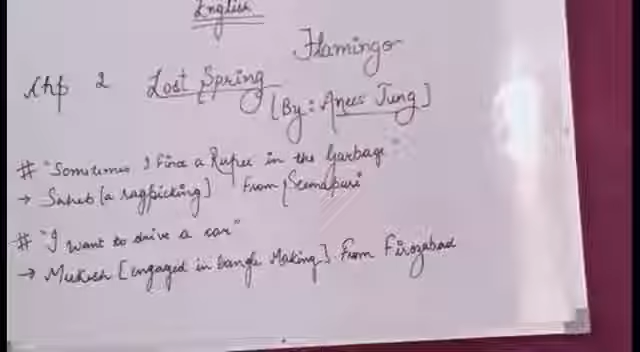 English
Flamingo
Chp 2 Lost Spring
[By: Anees Jung]
# "Sometimes I find a Rupee in the Garbage"
→ Saheb [a ragpicking] From Seemapuri
# "I want to drive a car"
→ Mukesh [engaged in bangle Making] From Firozabad